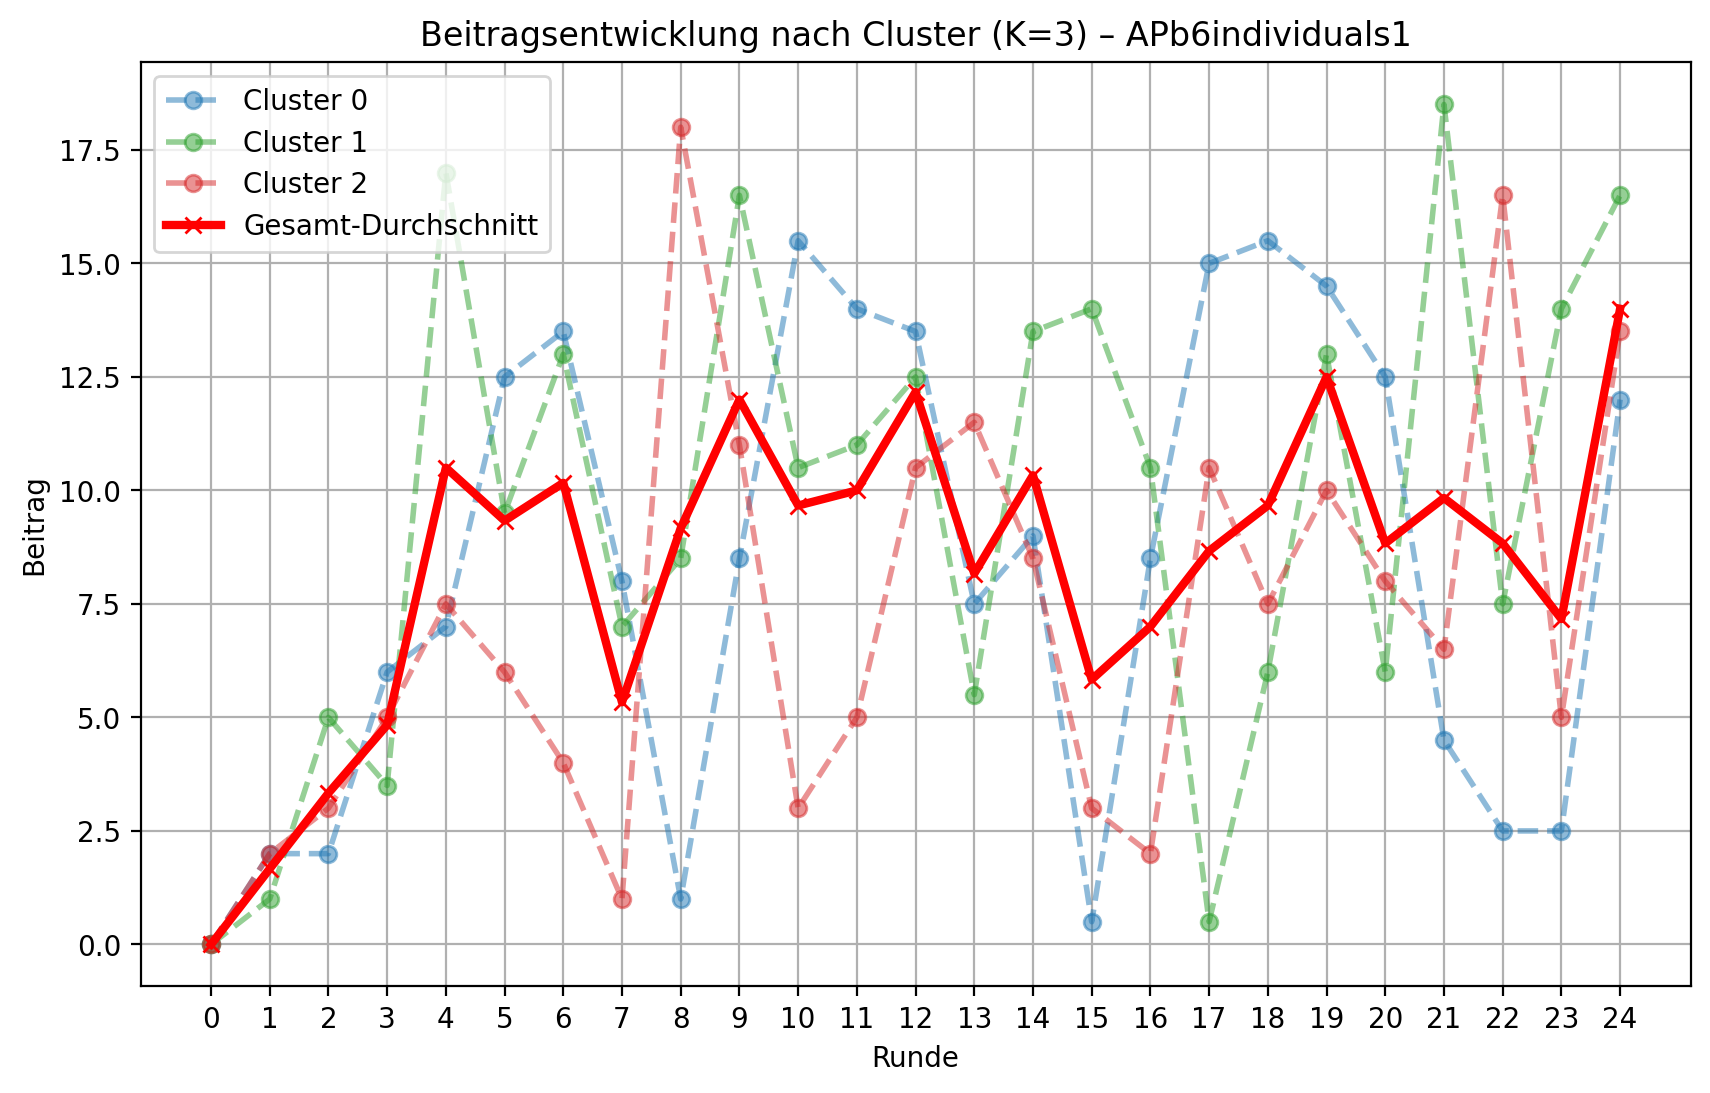 Beitragsentwicklung nach Cluster (K=3) – APb6individuals1
Cluster 0
Cluster 1
Cluster 2
Gesamt-Durchschnitt
17.5
15.0
12.5
10.0
7.5
5.0
2.5
0.0
Beitrag
0 1 2 3 4 5 6 7 8 9 10 11 12 13 14 15 16 17 18 19 20 21 22 23 24
Runde